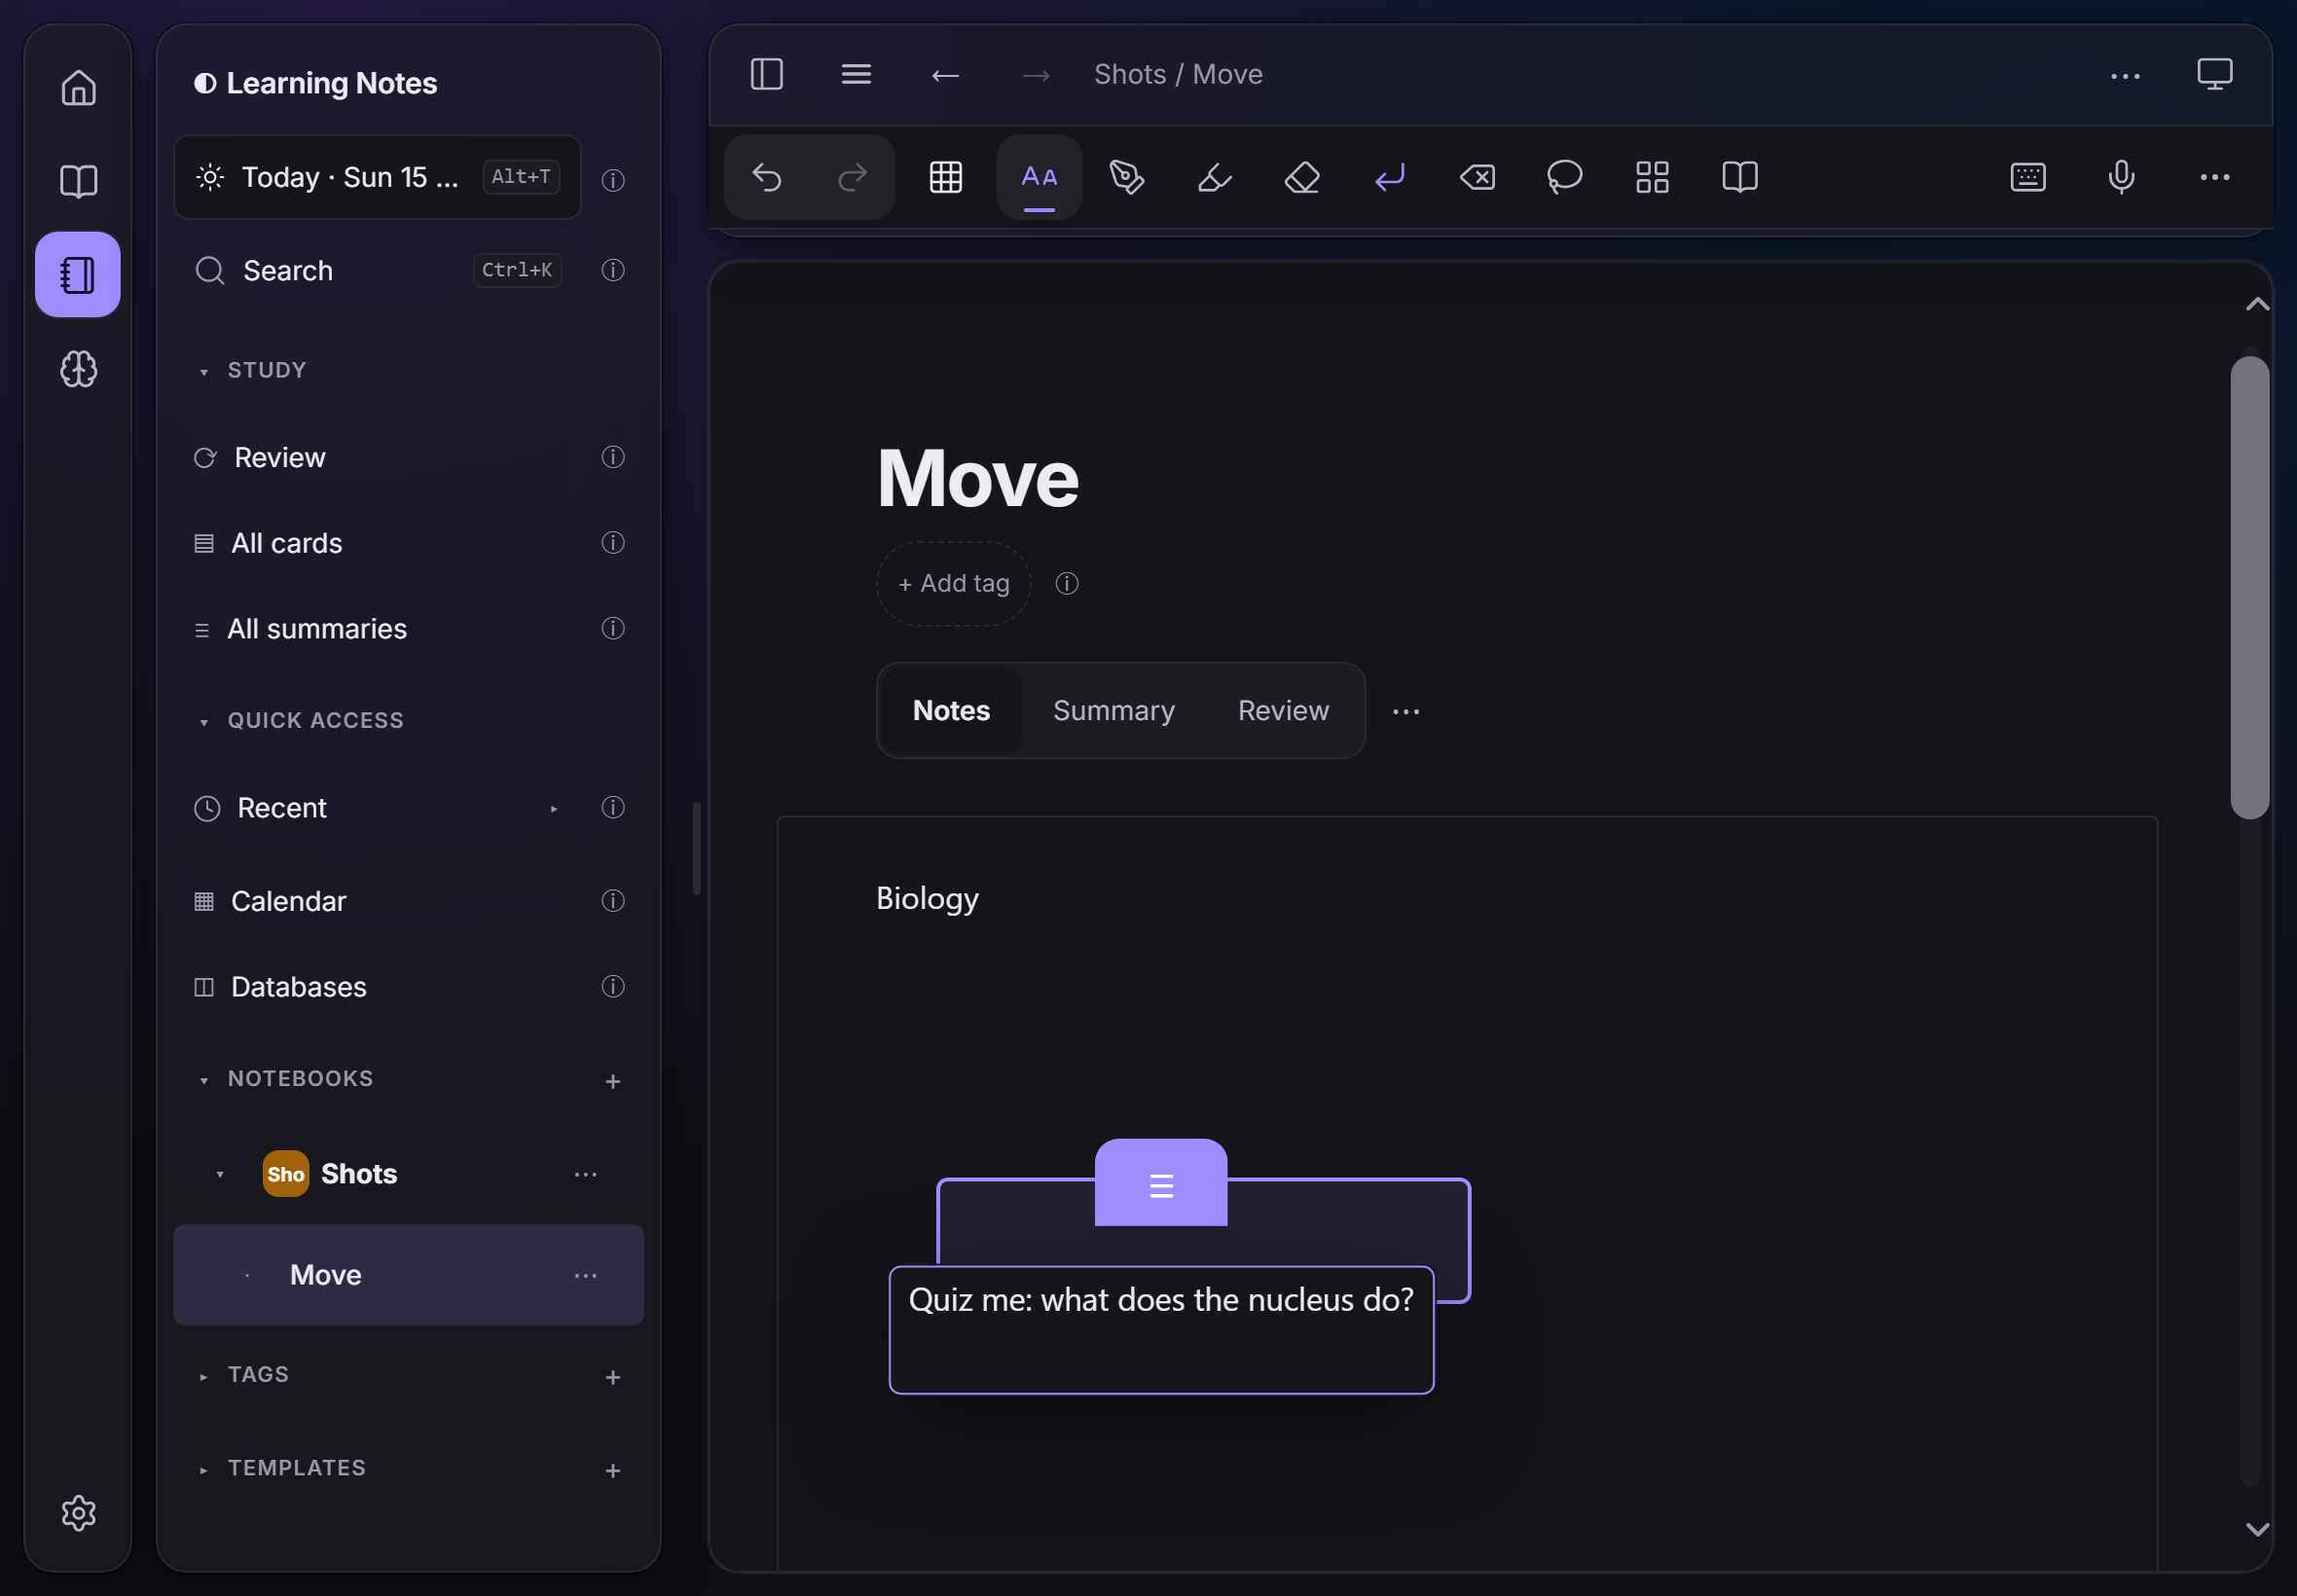 Learning Notes
Today · Sun 15 ... Alt+T
Search Ctrl+K
STUDY
Review
All cards
All summaries
QUICK ACCESS
Recent
Calendar
Databases
NOTEBOOKS +
Sho Shots ...
Move ...
TAGS +
TEMPLATES +
Shots / Move
AA
Move
+ Add tag
Notes Summary Review ...
Biology
Quiz me: what does the nucleus do?